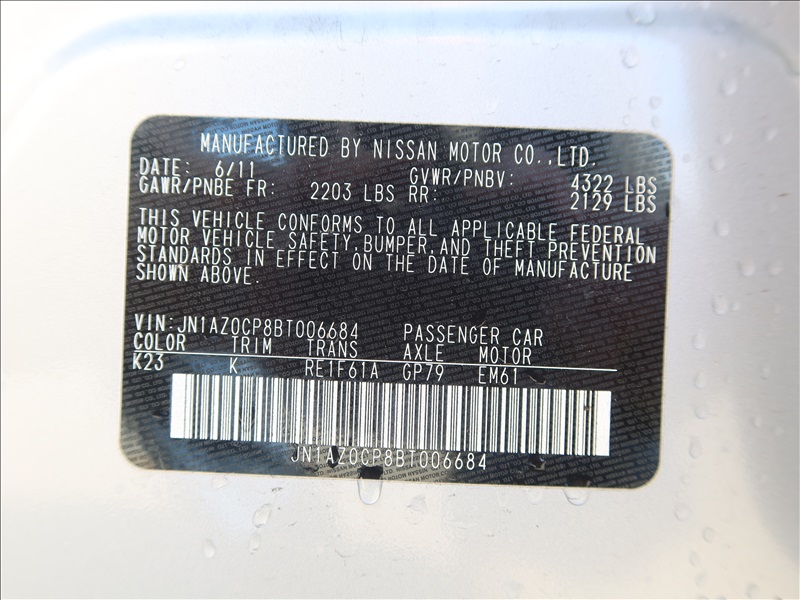 MANUFACTURED BY NISSAN MOTOR CO.,LTD.
DATE: 6/11 GVWR/PNBV: 4322 LBS
GAWR/PNBE FR: 2203 LBS RR: 2129 LBS
THIS VEHICLE CONFORMS TO ALL APPLICABLE FEDERAL
MOTOR VEHICLE SAFETY,BUMPER,AND THEFT PREVENTION
STANDARDS IN EFFECT ON THE DATE OF MANUFACTURE
SHOWN ABOVE.
VIN:JN1AZ0CP8BT006684 PASSENGER CAR
COLOR TRIM TRANS AXLE MOTOR
K23 K RE1F61A GP79 EM61
JN1AZ0CP8BT006684